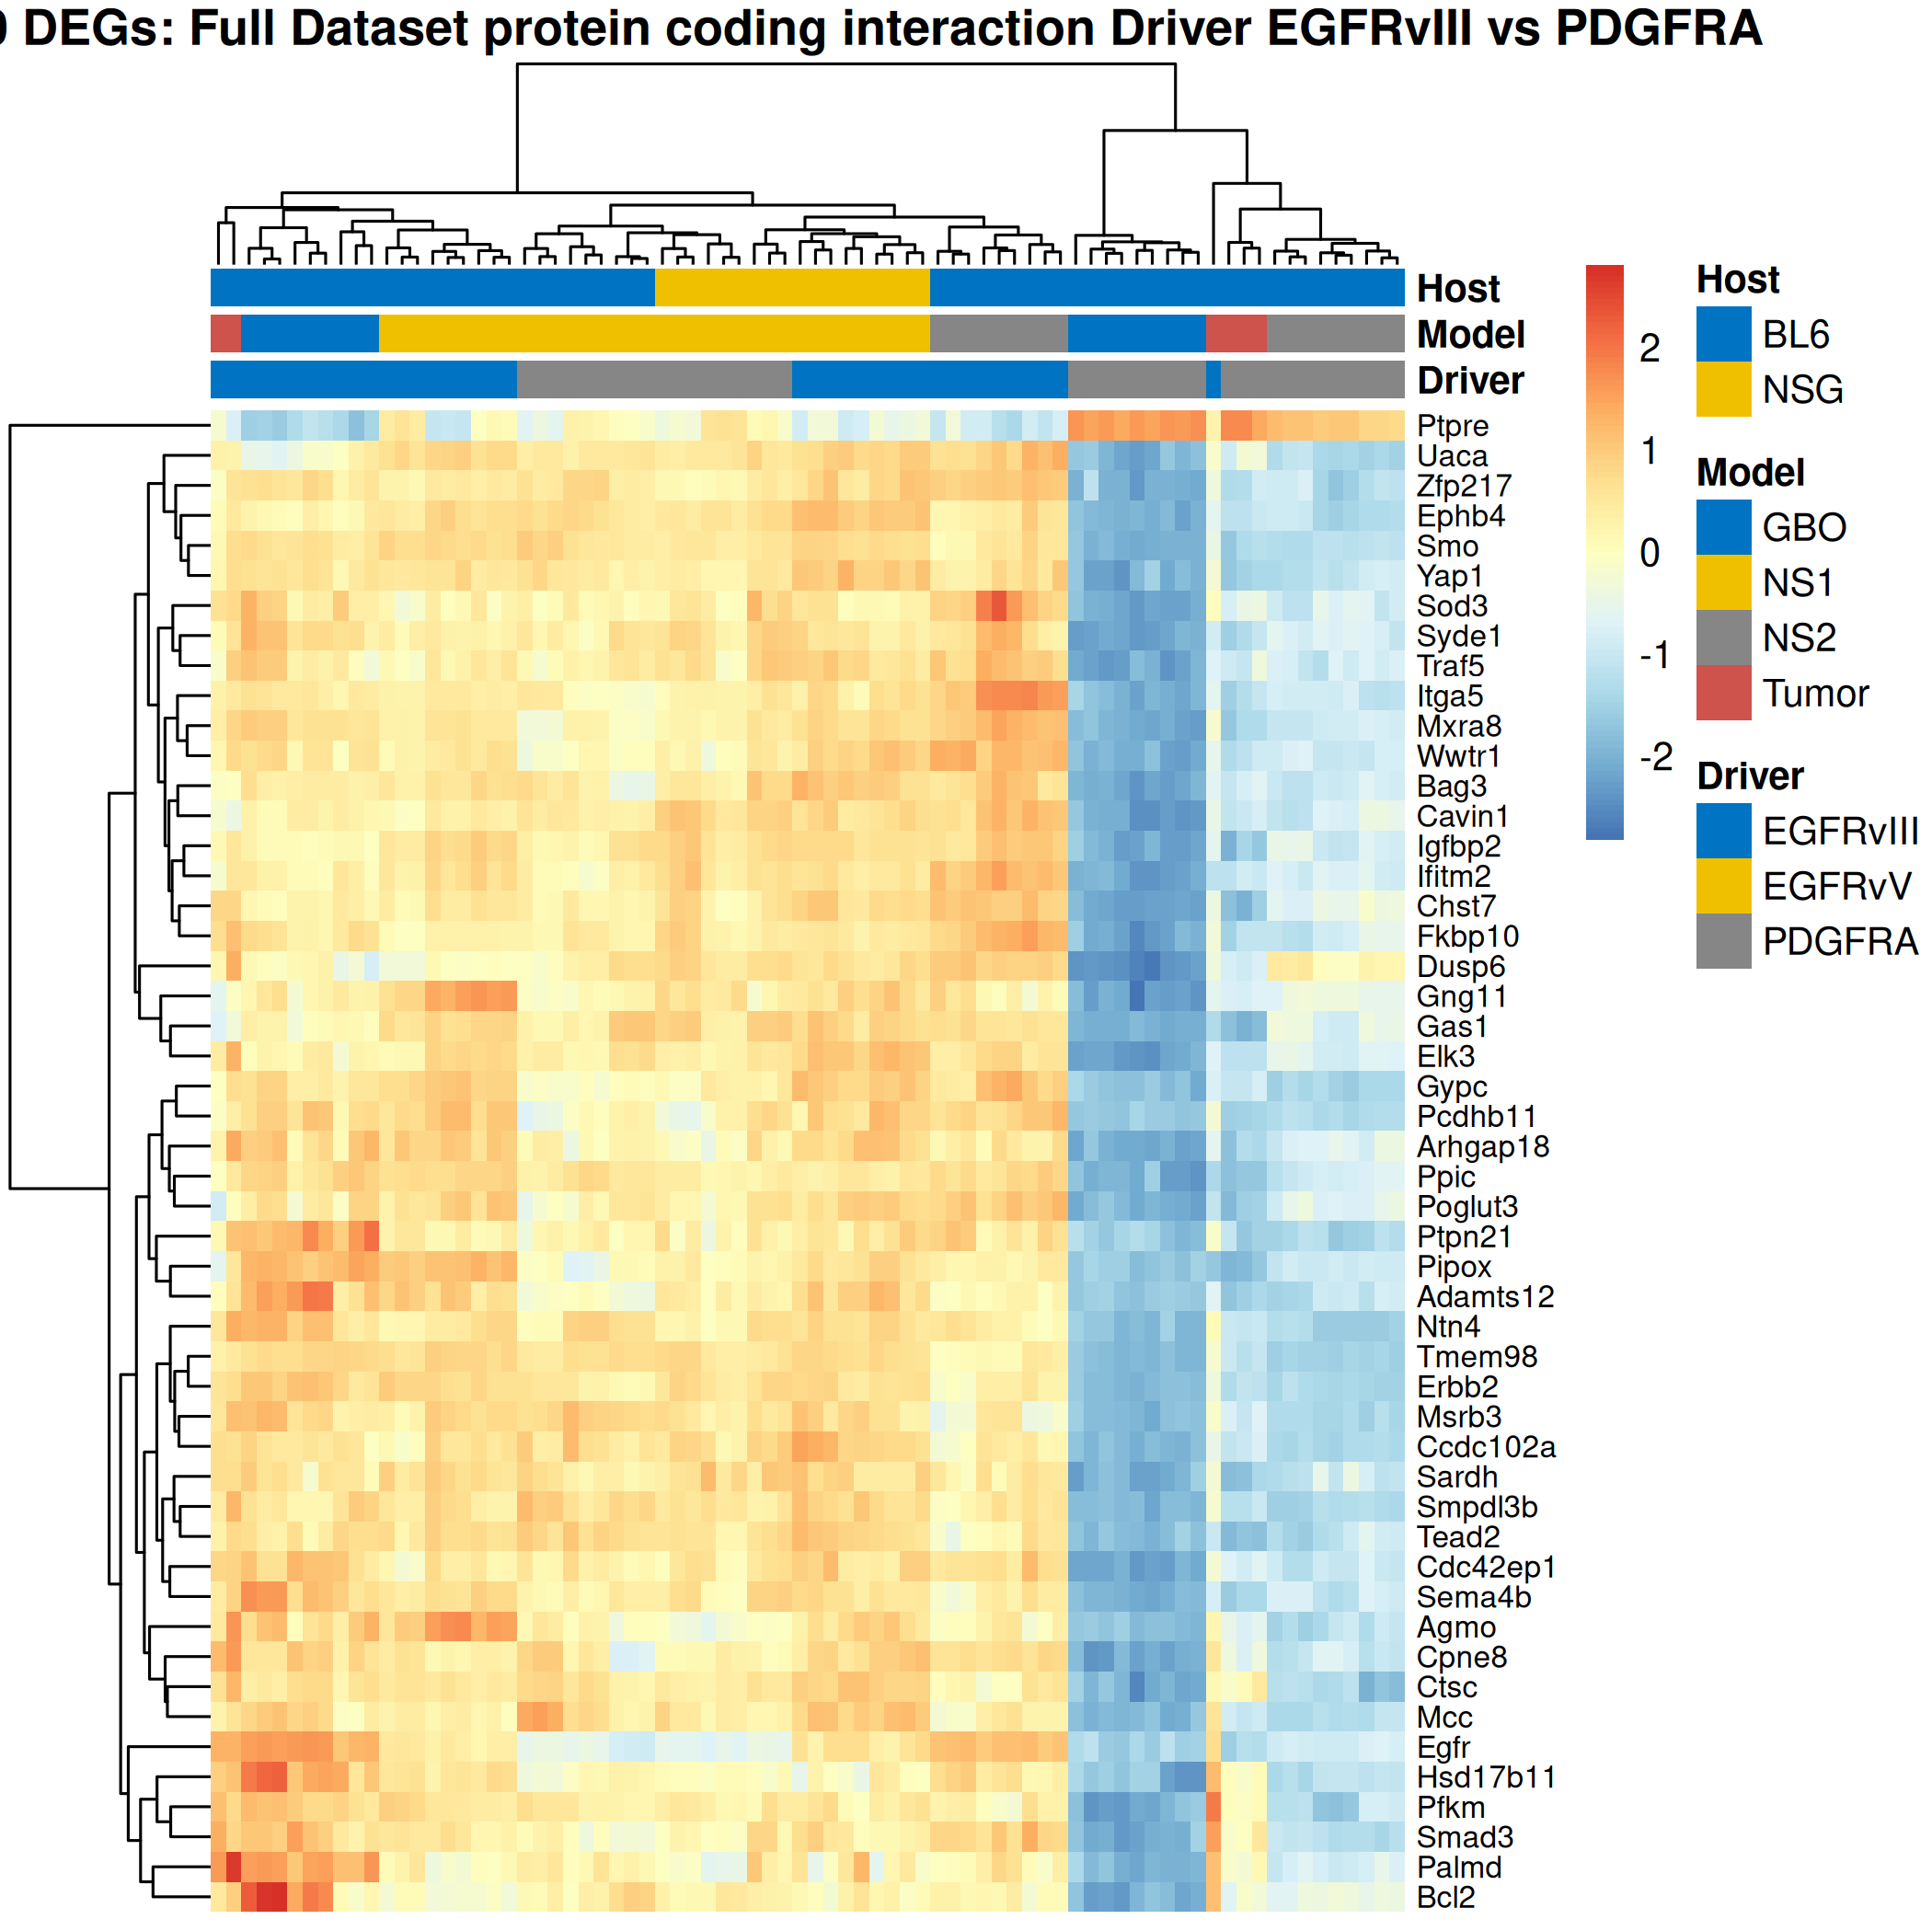 DEGs: Full Dataset protein coding interaction Driver EGFRvIII vs PDGFRA
Host
Model
Driver
Ptpre
Uaca
Zfp217
Ephb4
Smo
Yap1
Sod3
Syde1
Traf5
Itga5
Mxra8
Wwtr1
Bag3
Cavin1
Igfbp2
Ifitm2
Chst7
Fkbp10
Dusp6
Gng11
Gas1
Elk3
Gypc
Pcdhb11
Arhgap18
Ppic
Poglut3
Ptpn21
Pipox
Adamts12
Ntn4
Tmem98
Erbb2
Msrb3
Ccdc102a
Sardh
Smpdl3b
Tead2
Cdc42ep1
Sema4b
Agmo
Cpne8
Ctsc
Mcc
Egfr
Hsd17b11
Pfkm
Smad3
Palmd
Bcl2
2
1
0
-1
-2
Host
BL6
NSG
Model
GBO
NS1
NS2
Tumor
Driver
EGFRvIII
EGFRvV
PDGFRA